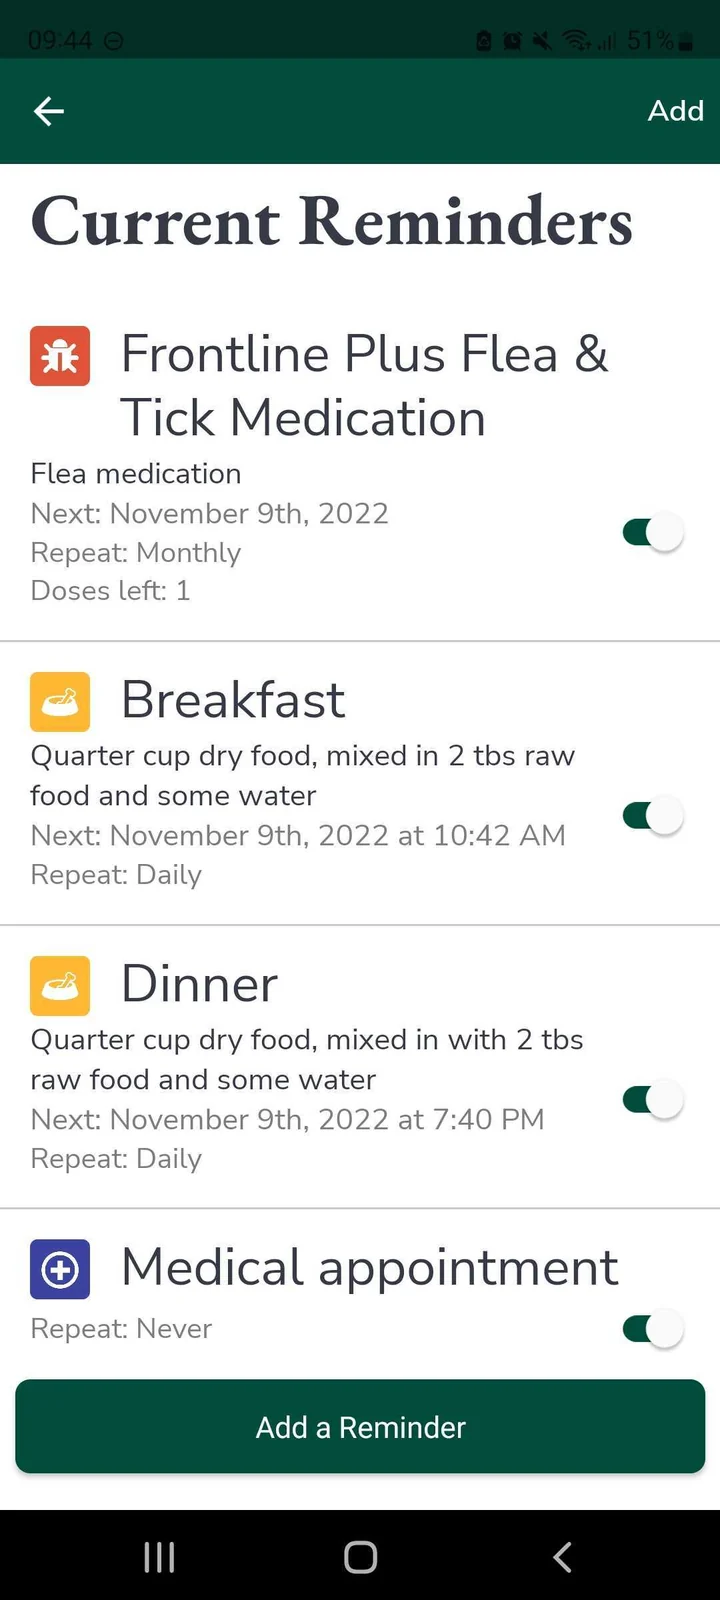 09:44
51%
Add
Current Reminders
Frontline Plus Flea &
Tick Medication
Flea medication
Next: November 9th, 2022
Repeat: Monthly
Doses left: 1
Breakfast
Quarter cup dry food, mixed in 2 tbs raw
food and some water
Next: November 9th, 2022 at 10:42 AM
Repeat: Daily
Dinner
Quarter cup dry food, mixed in with 2 tbs
raw food and some water
Next: November 9th, 2022 at 7:40 PM
Repeat: Daily
Medical appointment
Repeat: Never
Add a Reminder